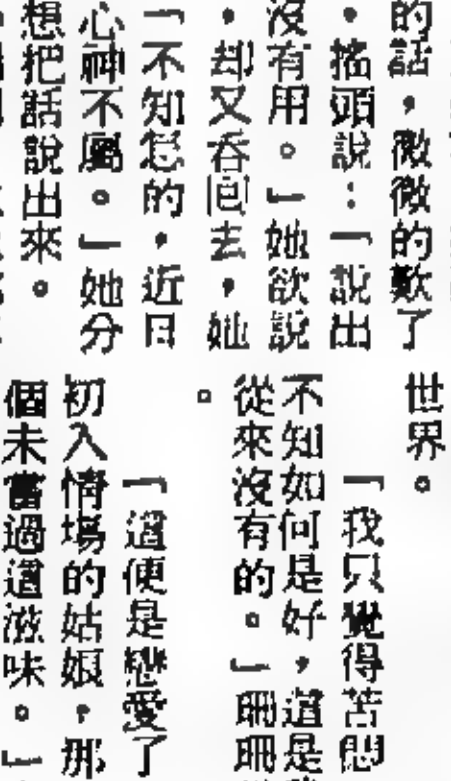 的話，微微的歎了
。搖頭說：「說出
沒有用。」她欲說
，却又吞回去，她
「不知怎的，近日
心神不屬。」她分
想把話說出來。
世界。
「我只覺得苦悶
不知如何是好，這是
從來沒有的。」珊珊
。
「這便是戀愛了
初入情場的姑娘，那
個未嘗過這滋味。」